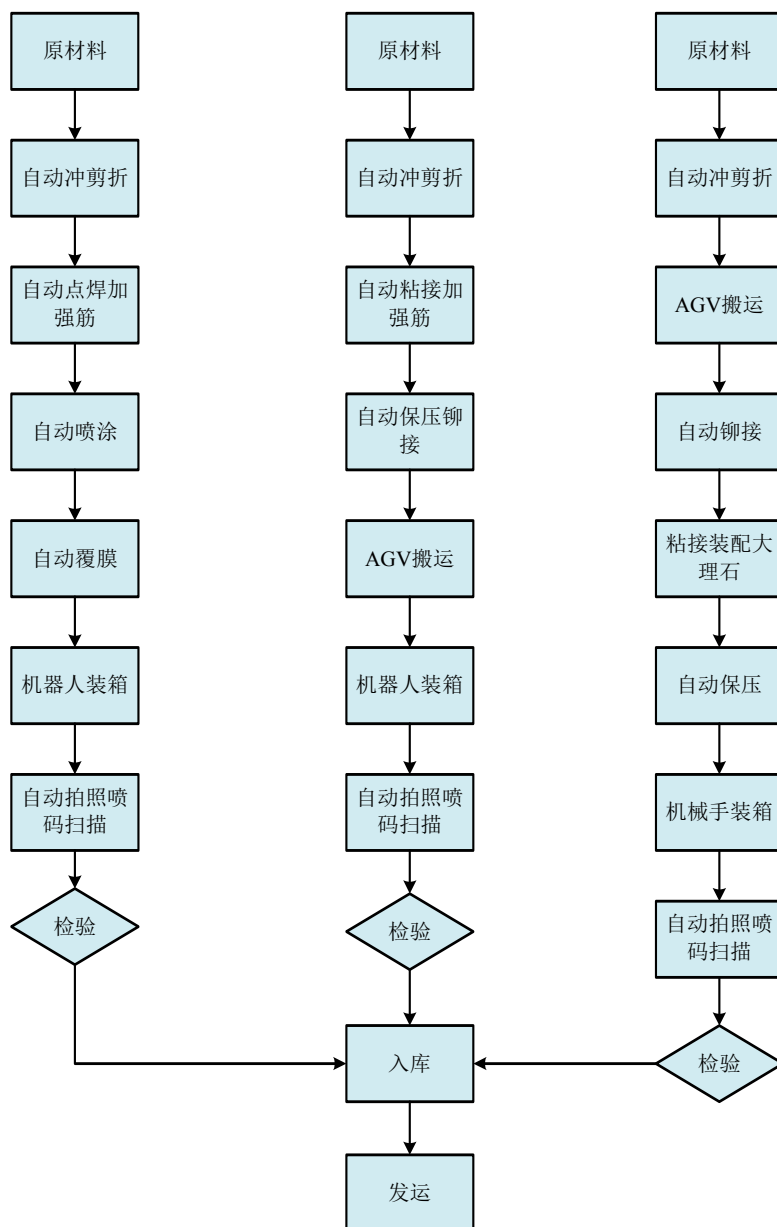 原材料
自动冲剪折
自动点焊加
强筋
自动喷涂
自动覆膜
机器人装箱
自动拍照喷
码扫描
检验
原材料
自动冲剪折
自动粘接加
强筋
自动保压铆
接
AGV搬运
机器人装箱
自动拍照喷
码扫描
检验
入库
发运
原材料
自动冲剪折
AGV搬运
自动铆接
粘接装配大
理石
自动保压
机械手装箱
自动拍照喷
码扫描
检验